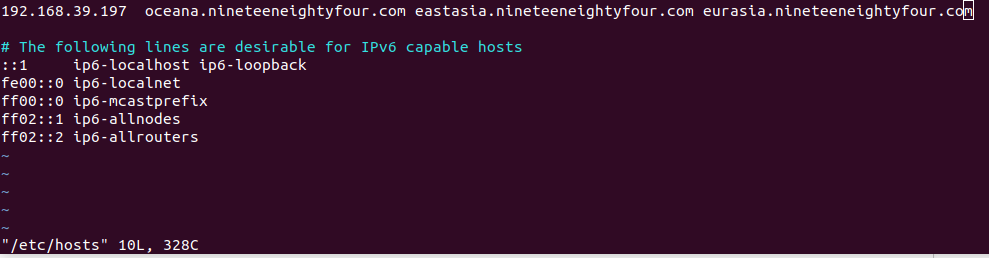 192.168.39.197  oceana.nineteeneightyfour.com eastasia.nineteeneightyfour.com eurasia.nineteeneightyfour.com

# The following lines are desirable for IPv6 capable hosts
::1     ip6-localhost ip6-loopback
fe00::0 ip6-localnet
ff00::0 ip6-mcastprefix
ff02::1 ip6-allnodes
ff02::2 ip6-allrouters
~
~
~
~
~
"/etc/hosts" 10L, 328C